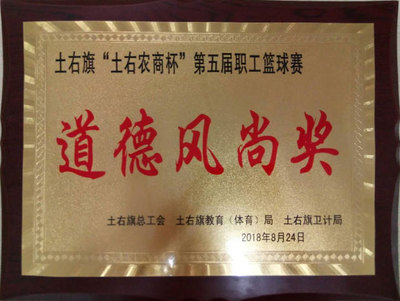 土右旗“土右农商杯”第五届职工篮球赛
道德风尚奖
土右旗总工会 土右旗教育（体育）局 土右旗卫计局
2018年8月24日